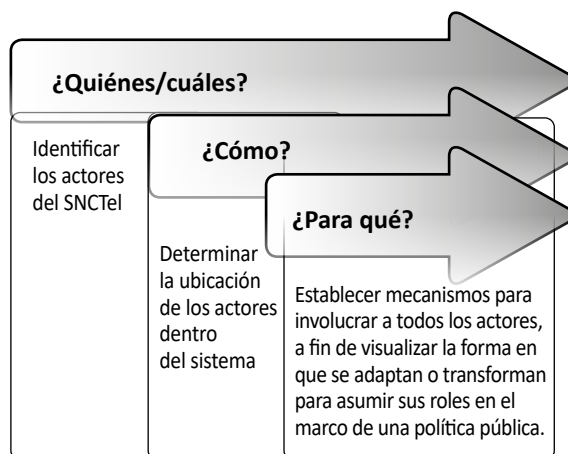 ¿Quiénes/cuáles?
Identificar
los actores
del SNCTel
¿Cómo?
Determinar
la ubicación
de los actores
dentro
del sistema
¿Para qué?
Establecer mecanismos para
involucrar a todos los actores,
a fin de visualizar la forma en
que se adaptan o transforman
para asumir sus roles en el
marco de una política pública.